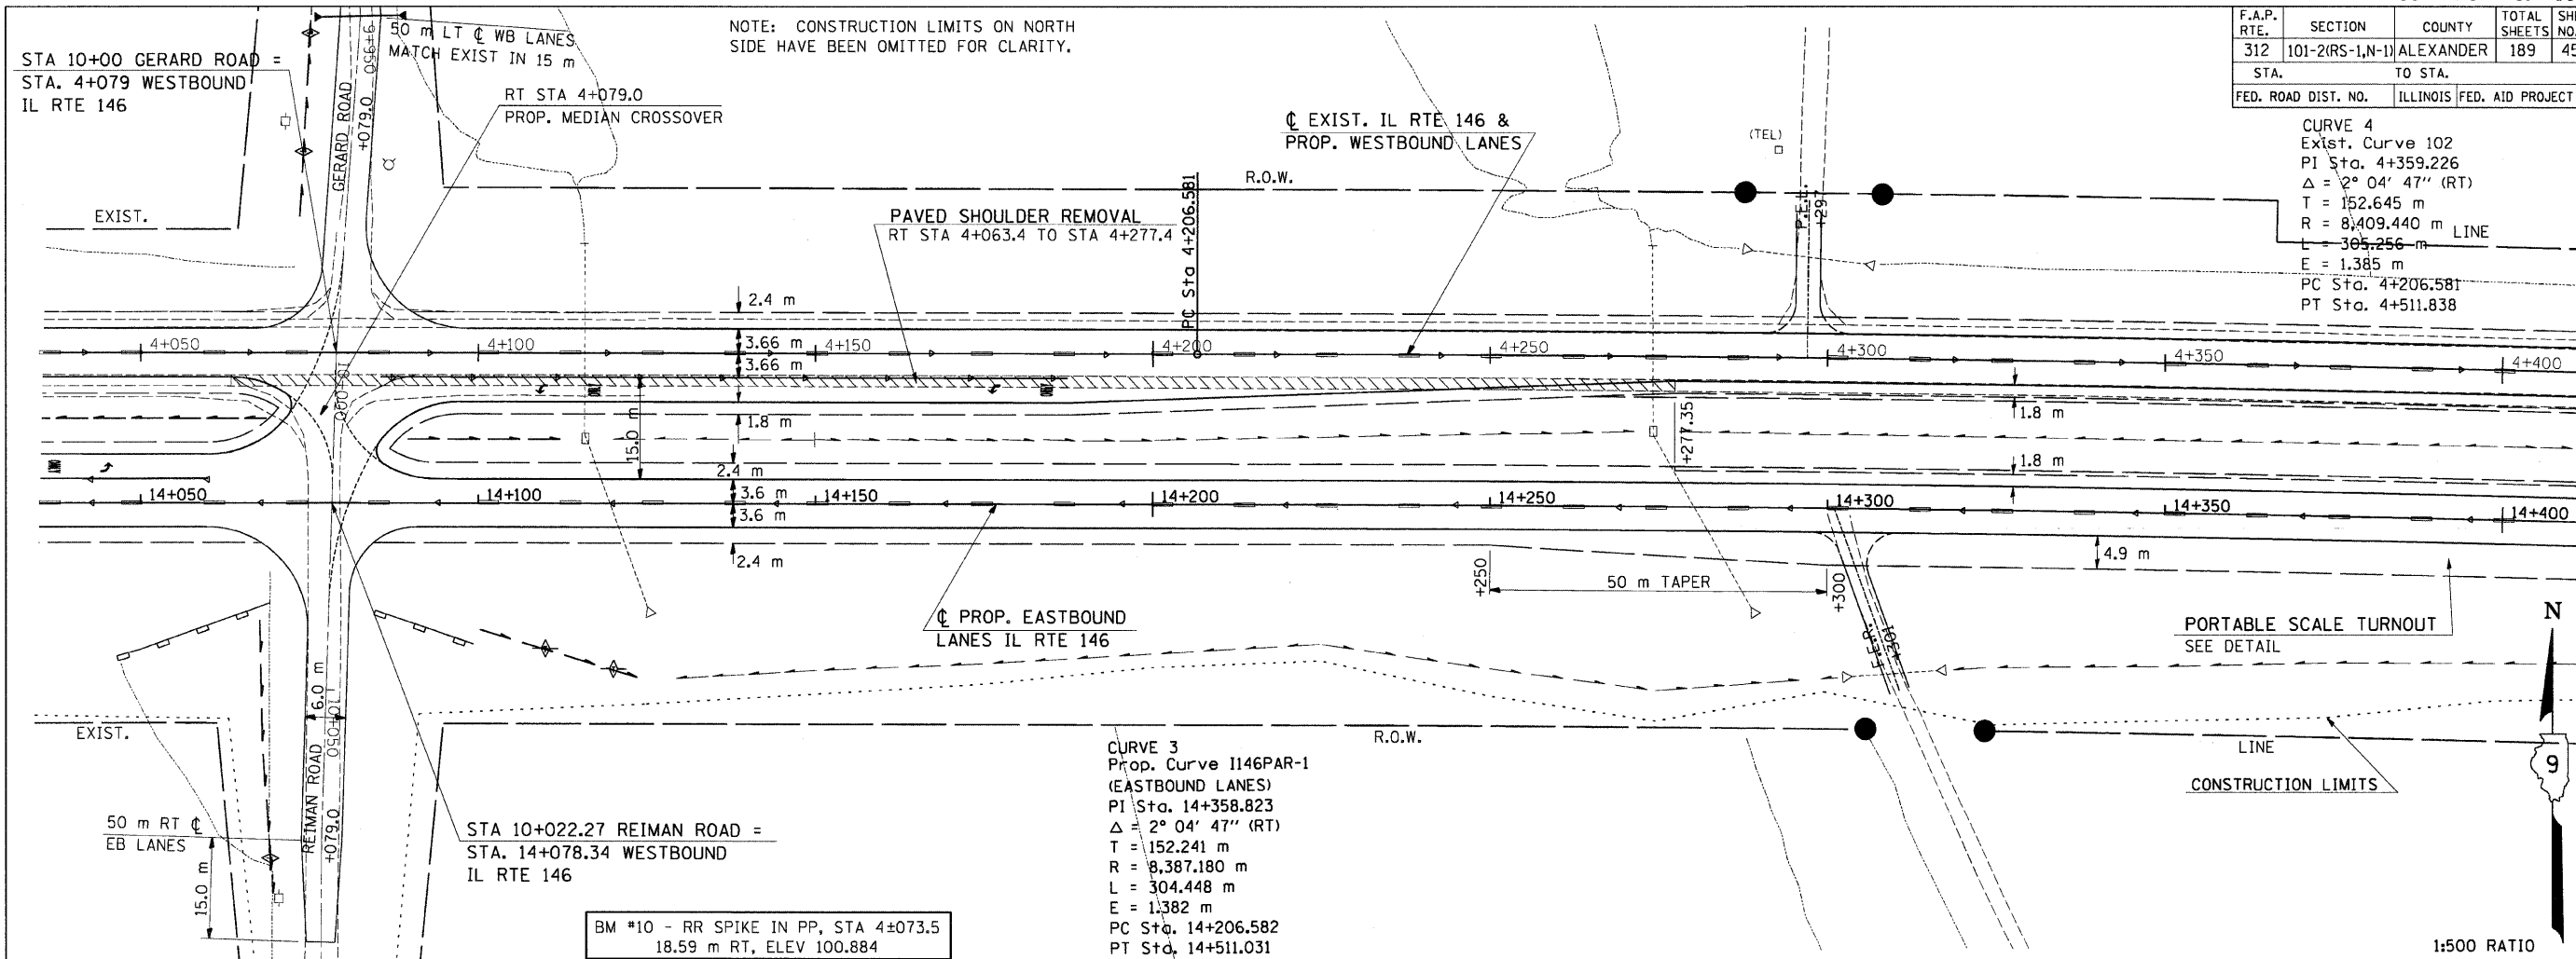 F.A.P. RTE. SECTION COUNTY TOTAL SHEETS
312 101-2(RS-1,N-1) ALEXANDER 189 45
STA. TO STA.
FED. ROAD DIST. NO. ILLINOIS FED. AID PROJECT
NOTE: CONSTRUCTION LIMITS ON NORTH
SIDE HAVE BEEN OMITTED FOR CLARITY.
50 m LT ℄ WB LANES
MATCH EXIST IN 15 m
STA 10+00 GERARD ROAD =
STA. 4+079 WESTBOUND
IL RTE 146
9+950
GERARD ROAD
+079.0
RT STA 4+079.0
PROP. MEDIAN CROSSOVER
℄ EXIST. IL RTE 146 &
PROP. WESTBOUND LANES
(TEL)
CURVE 4
Exist. Curve 102
PI Sta. 4+359.226
Δ = 2° 04' 47'' (RT)
T = 152.645 m
R = 8,409.440 m
L = 305.256 m
E = 1.385 m
PC Sta. 4+206.581
PT Sta. 4+511.838
EXIST.
R.O.W.
LINE
PAVED SHOULDER REMOVAL
RT STA 4+063.4 TO STA 4+277.4
PC Sta 4+206.581
P.E.
+297
2.4 m
3.66 m
3.66 m
4+050
4+100
4+150
4+200
4+250
4+300
4+350
4+400
10+000
15.0 m
1.8 m
2.4 m
3.6 m
3.6 m
2.4 m
+277.35
1.8 m
1.8 m
14+050
14+100
14+150
14+200
14+250
14+300
14+350
14+400
+250
50 m TAPER
+300
4.9 m
F.E.R.
+301
℄ PROP. EASTBOUND
LANES IL RTE 146
PORTABLE SCALE TURNOUT
SEE DETAIL
N
9
EXIST.
6.0 m
10+050
REIMAN ROAD
+079.0
R.O.W.
LINE
CONSTRUCTION LIMITS
50 m RT ℄
EB LANES
15.0 m
STA 10+022.27 REIMAN ROAD =
STA. 14+078.34 WESTBOUND
IL RTE 146
CURVE 3
Prop. Curve I146PAR-1
(EASTBOUND LANES)
PI Sta. 14+358.823
Δ = 2° 04' 47'' (RT)
T = 152.241 m
R = 8,387.180 m
L = 304.448 m
E = 1.382 m
PC Sta. 14+206.582
PT Sta. 14+511.031
BM #10 - RR SPIKE IN PP, STA 4±073.5
18.59 m RT, ELEV 100.884
1:500 RATIO